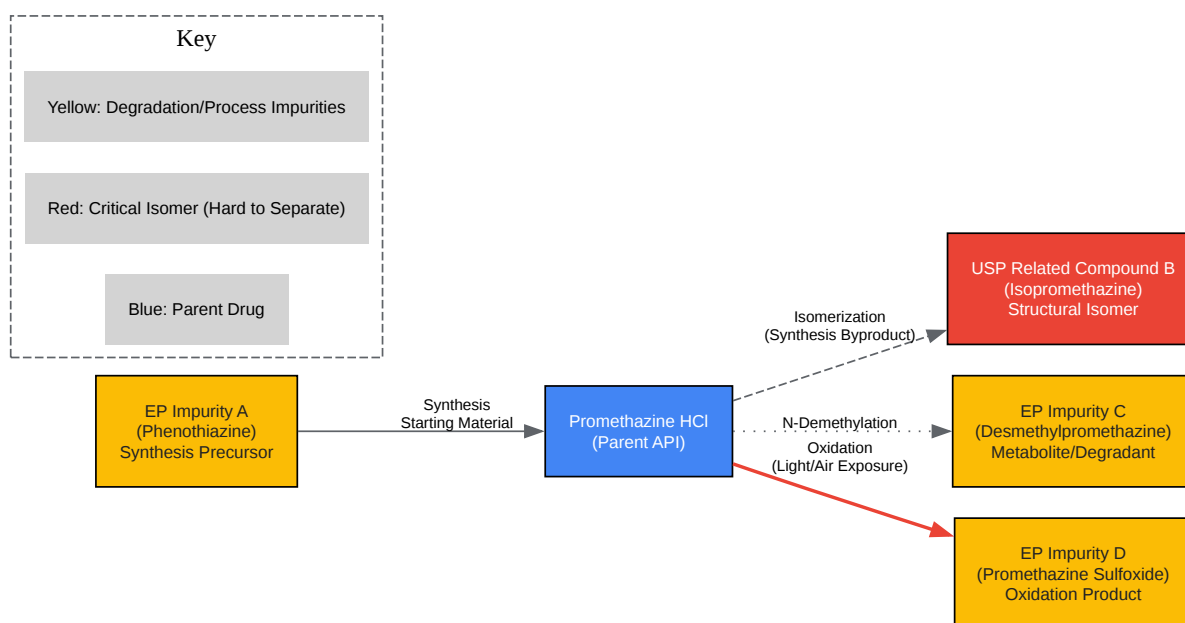 Key
Yellow: Degradation/Process Impurities
Red: Critical Isomer (Hard to Separate)
Blue: Parent Drug
EP Impurity A
(Phenothiazine)
Synthesis Precursor
Synthesis
Starting Material
Promethazine HCl
(Parent API)
Isomerization
(Synthesis Byproduct)
N-Demethylation
Oxidation
(Light/Air Exposure)
USP Related Compound B
(Isopromethazine)
Structural Isomer
EP Impurity C
(Desmethylpromethazine)
Metabolite/Degradant
EP Impurity D
(Promethazine Sulfoxide)
Oxidation Product